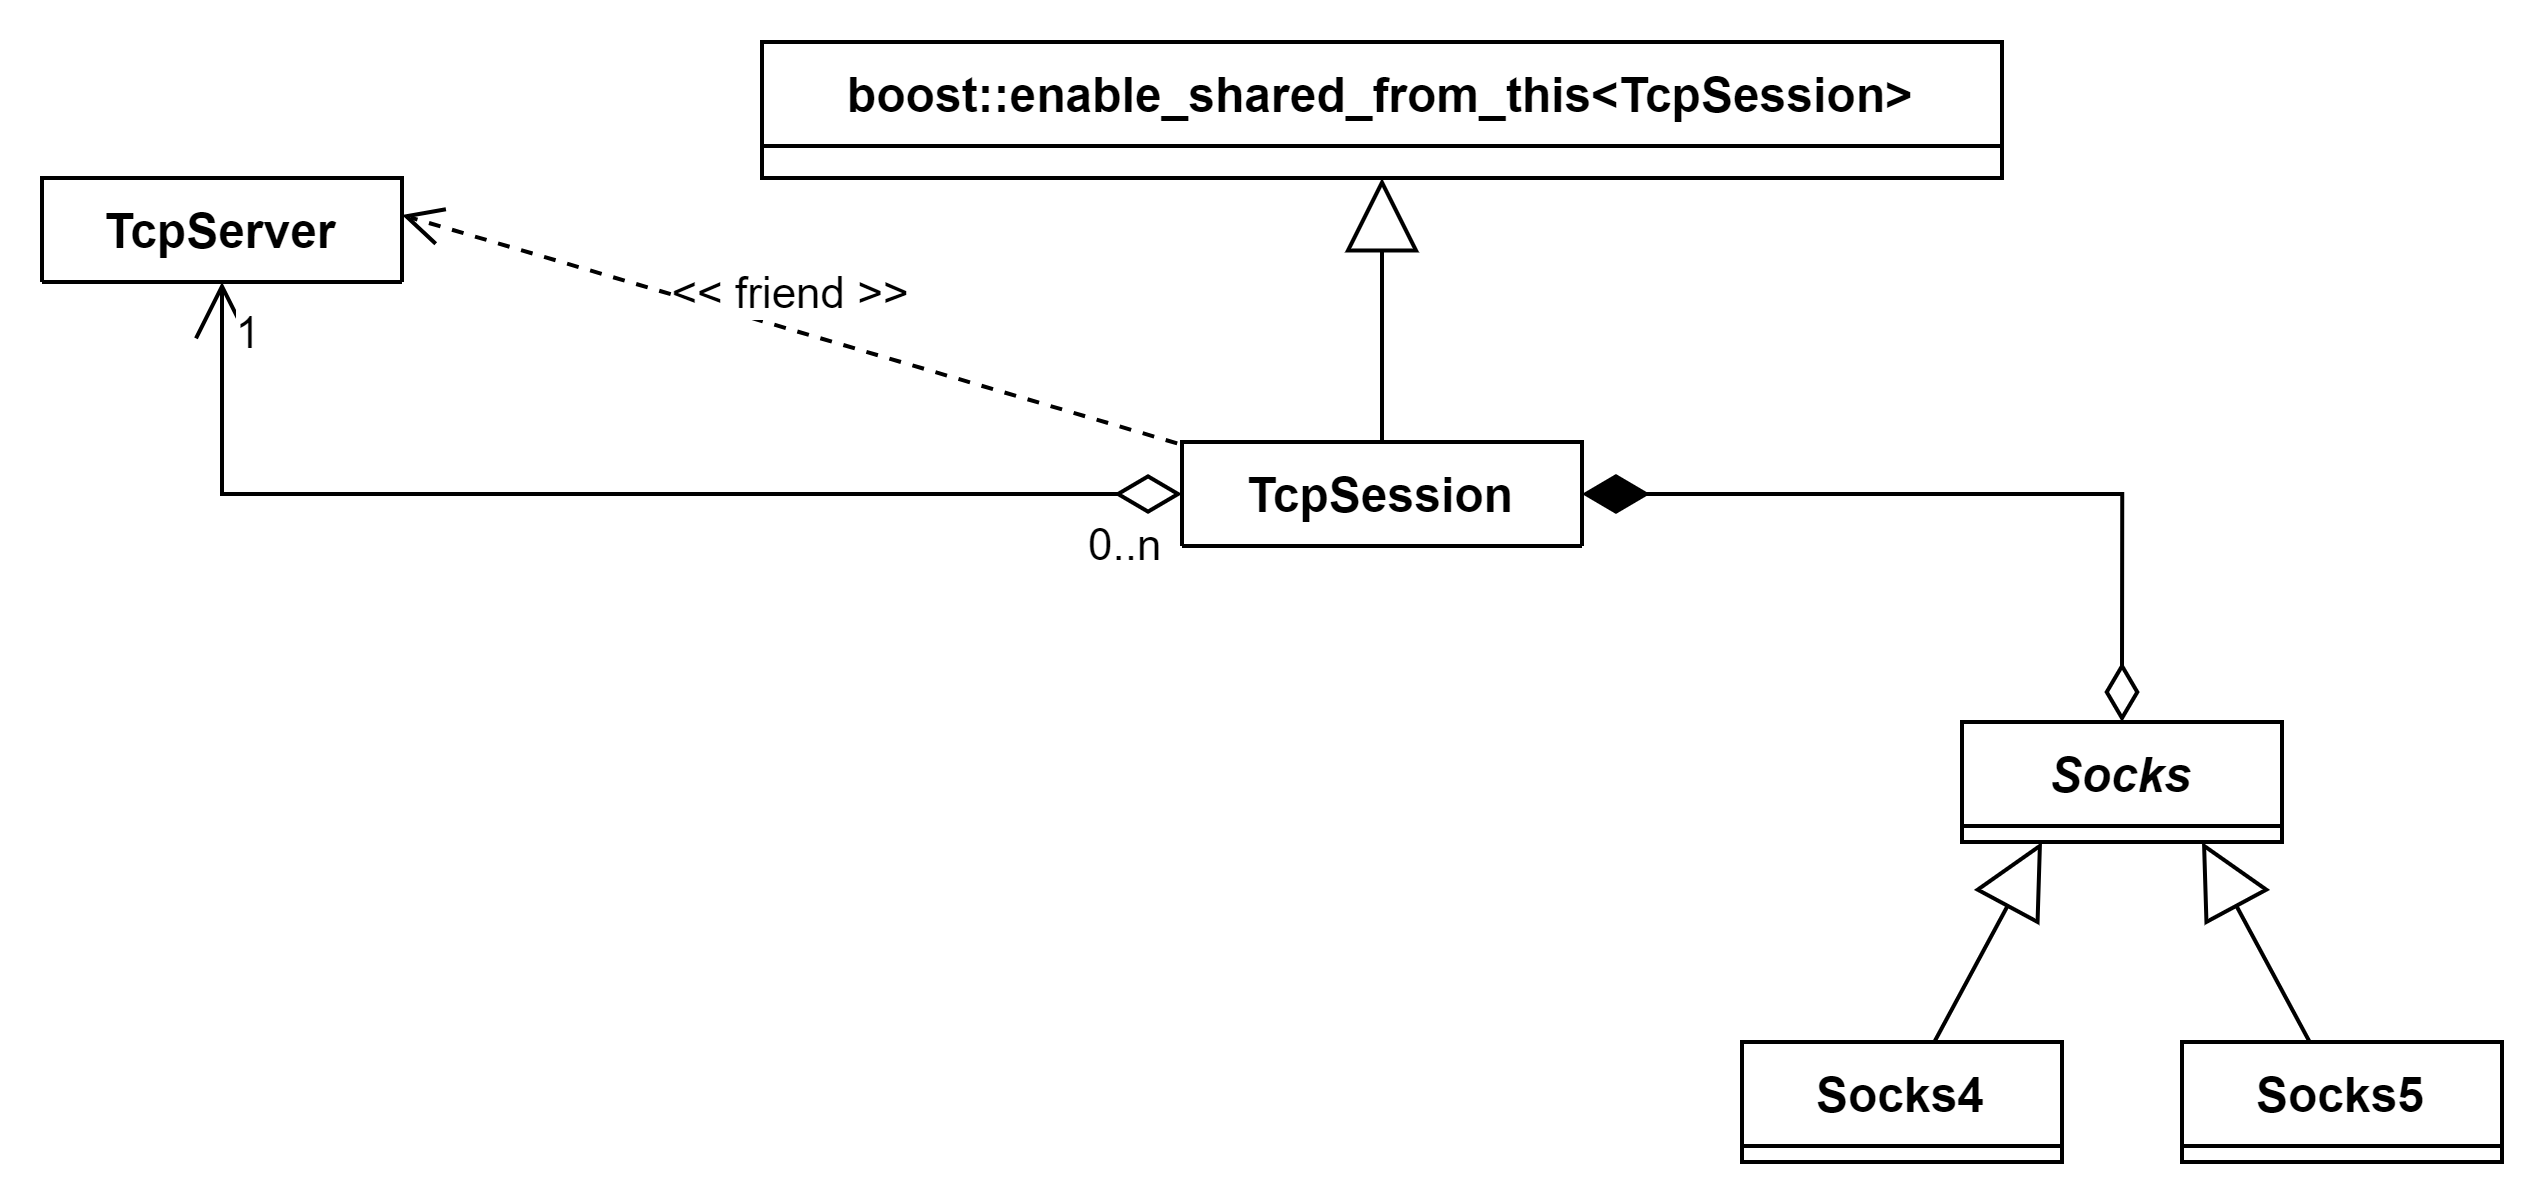 boost::enable_shared_from_this<TcpSession>
TcpServer
<< friend >>
1
TcpSession
0..n
Socks
Socks4
Socks5